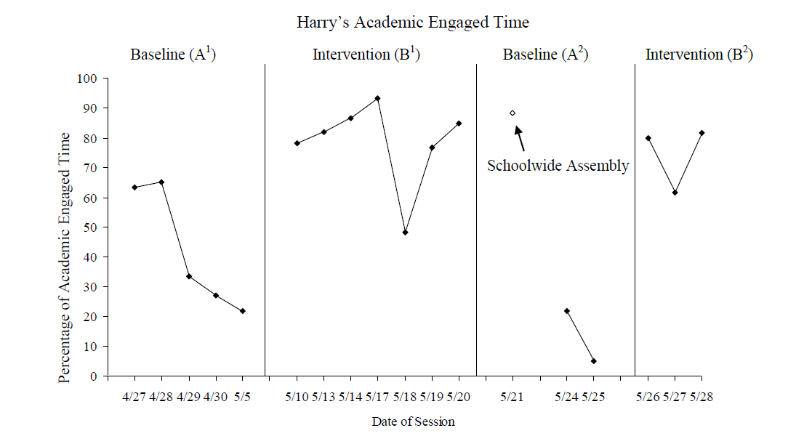 Harry's Academic Engaged Time
Baseline (A¹)
Intervention (B¹)
Baseline (A²)
Intervention (B²)
Percentage of Academic Engaged Time
100
90
80
70
60
50
40
30
20
10
0
Schoolwide Assembly
4/27 4/28 4/29 4/30 5/5 5/10 5/13 5/14 5/17 5/18 5/19 5/20 5/21 5/24 5/25 5/26 5/27 5/28
Date of Session